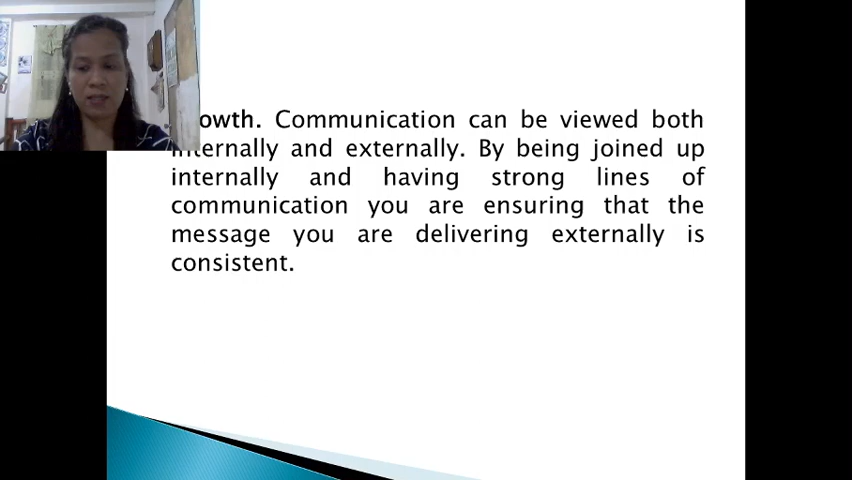 owth. Communication can be viewed both
internally and externally. By being joined up
internally and having strong lines of
communication you are ensuring that the
message you are delivering externally is
consistent.